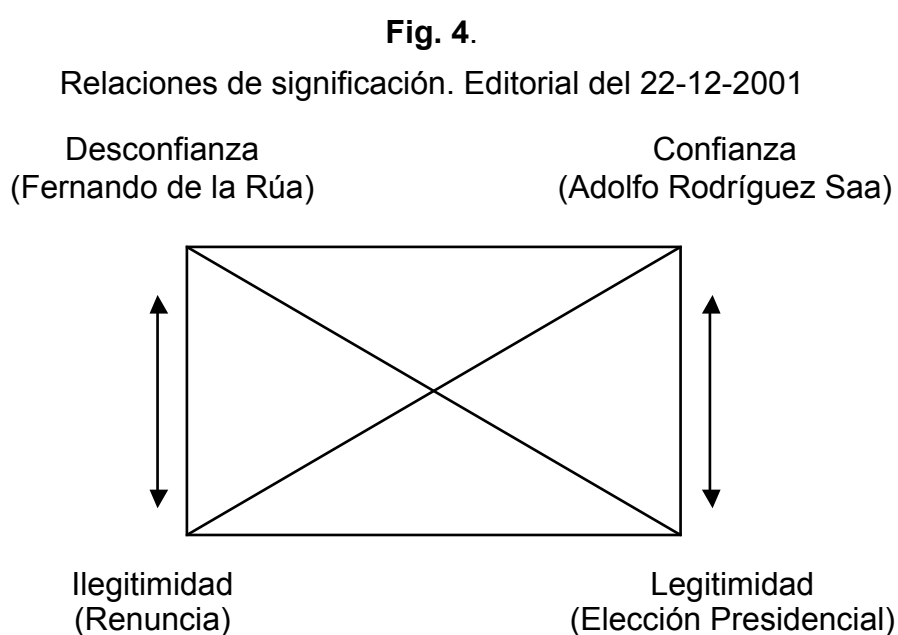 Fig. 4.
Relaciones de significación. Editorial del 22-12-2001
Desconfianza
(Fernando de la Rúa)
Confianza
(Adolfo Rodríguez Saa)
Ilegitimidad
(Renuncia)
Legitimidad
(Elección Presidencial)